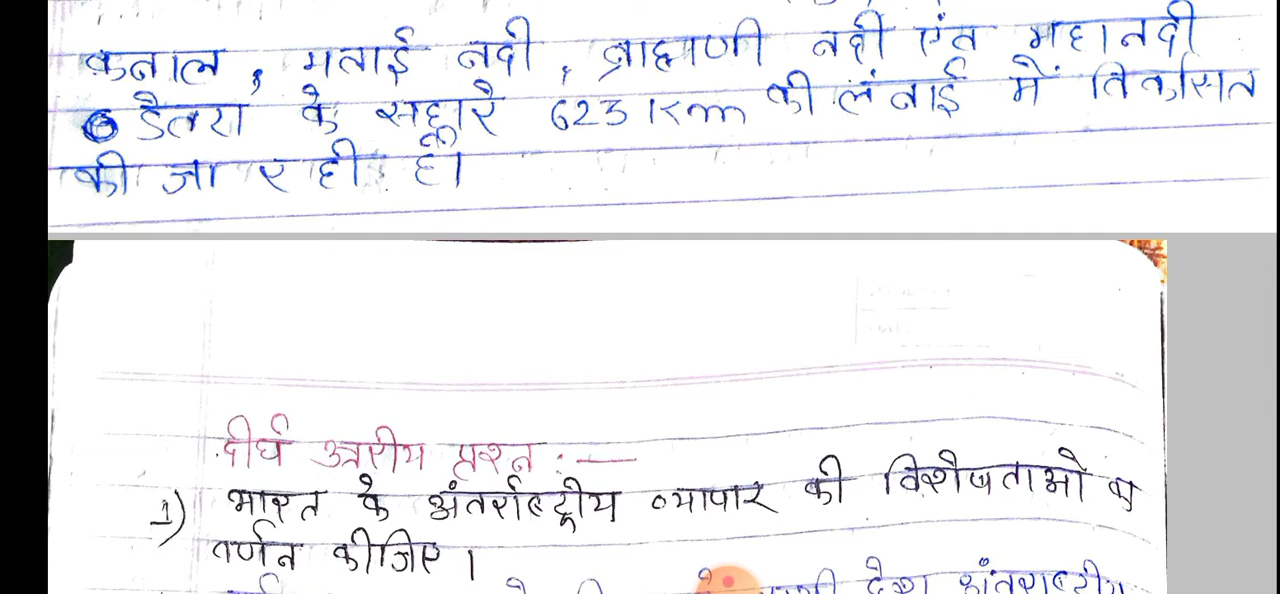 कनाल, मताई नदी, ब्राह्मणी नदी एंव महानदी
डैल्टा के सहारे 623 Km की लंबाई में विकसित
की जा रही है।
दीर्घ उत्तरीय प्रश्न :—
1) भारत के अंतर्राष्ट्रीय व्यापार की विशेषताओ का
वर्णन कीजिए।
देश अंतराष्ट्रीय